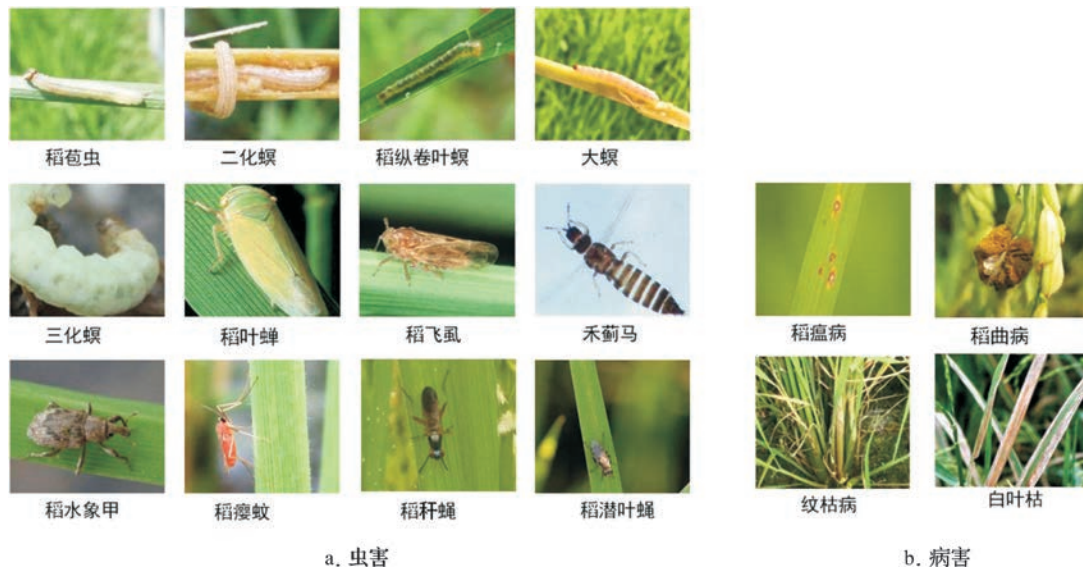 稻苞虫 二化螟 稻纵卷叶螟 大螟
三化螟 稻叶蝉 稻飞虱 禾蓟马 稻瘟病 稻曲病
稻水象甲 稻瘿蚊 稻秆蝇 稻潜叶蝇 纹枯病 白叶枯
a. 虫害 b. 病害